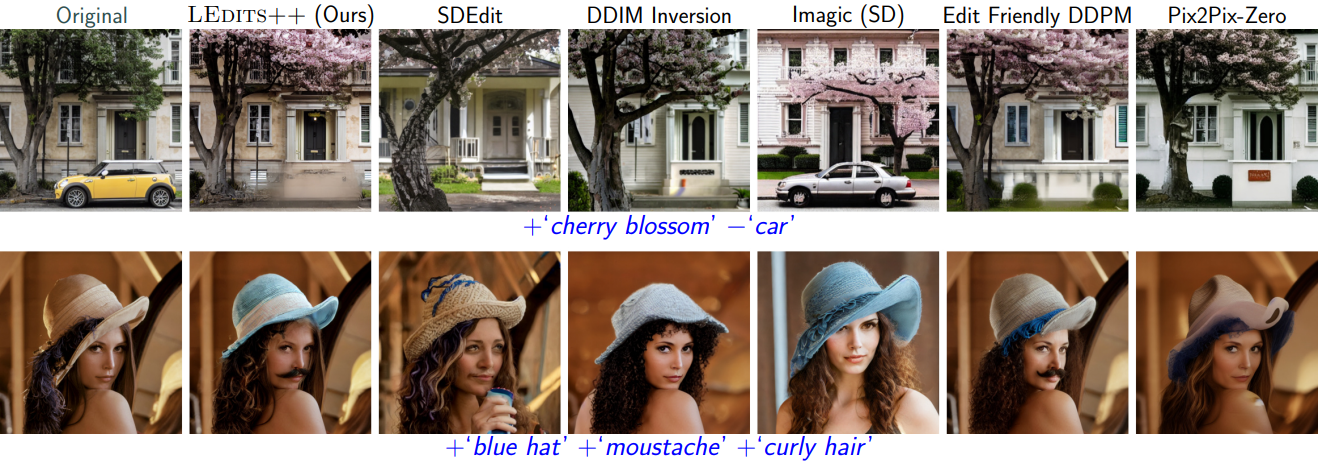 Original LEDITS++ (Ours) SDEdit DDIM Inversion Imagic (SD) Edit Friendly DDPM Pix2Pix-Zero
+‘cherry blossom’ −‘car’
+‘blue hat’ +‘moustache’ +‘curly hair’